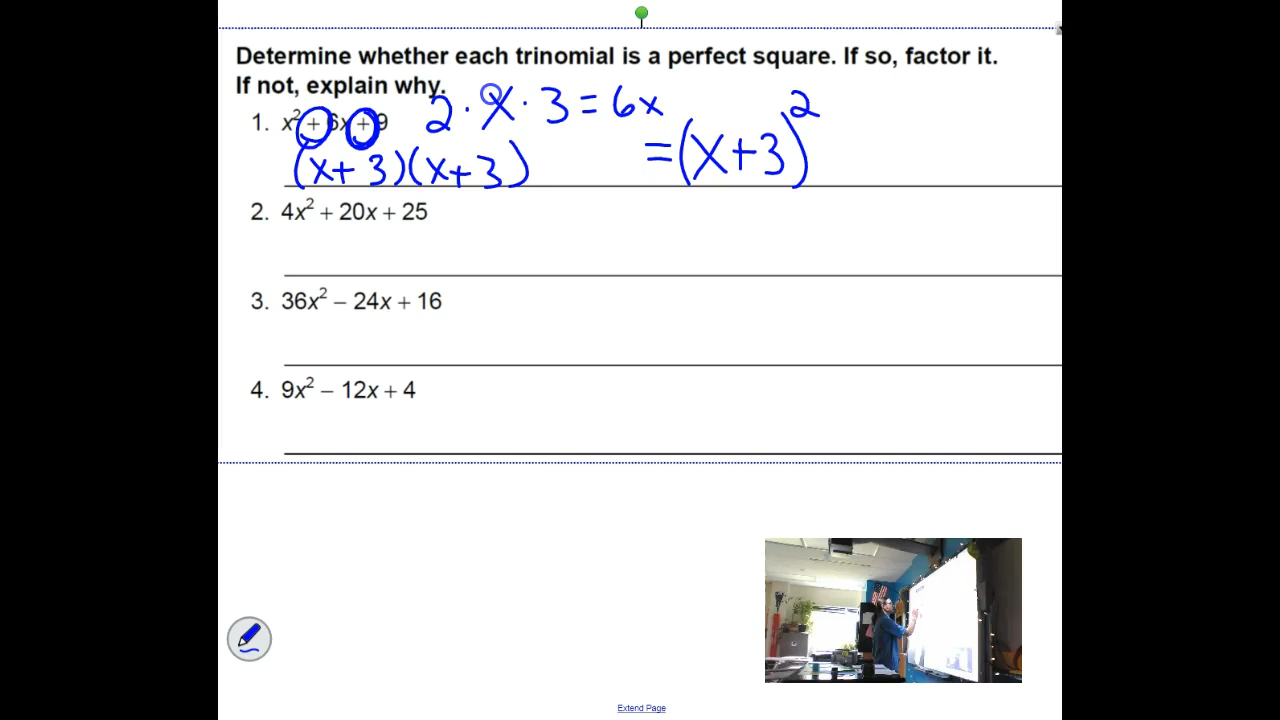 Determine whether each trinomial is a perfect square. If so, factor it.
If not, explain why.
2 · x · 3 = 6x
1. x² + 6x + 9
(x + 3)(x + 3) = (x + 3)²
2. 4x² + 20x + 25
3. 36x² – 24x + 16
4. 9x² – 12x + 4
Extend Page